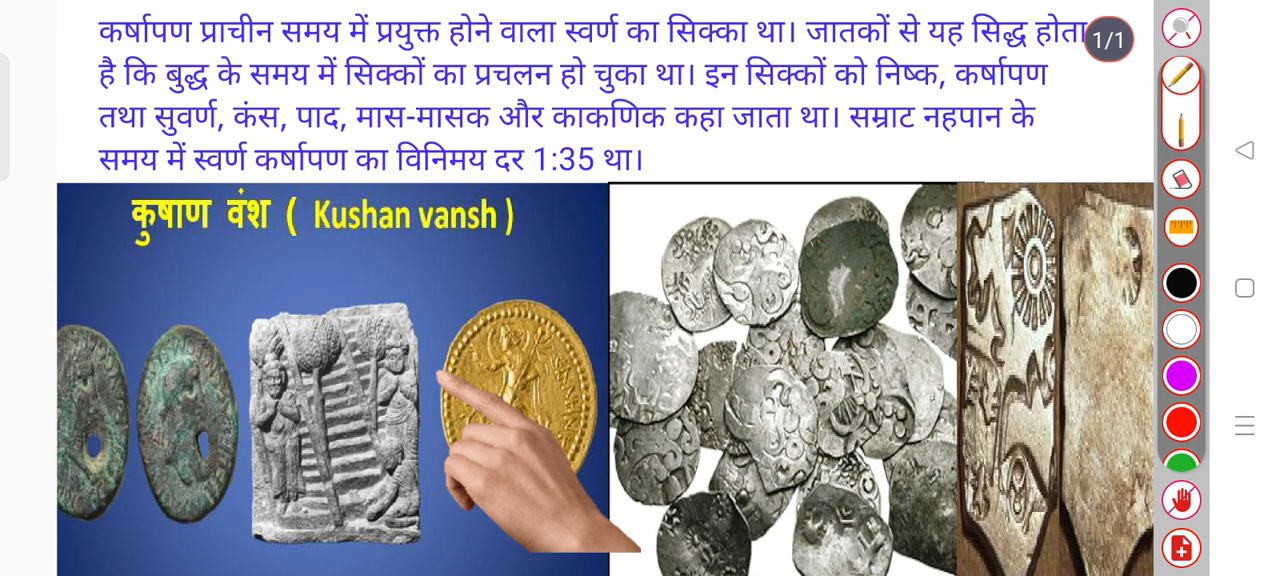 कर्षापण प्राचीन समय में प्रयुक्त होने वाला स्वर्ण का सिक्का था। जातकों से यह सिद्ध होता
है कि बुद्ध के समय में सिक्कों का प्रचलन हो चुका था। इन सिक्कों को निष्क, कर्षापण
तथा सुवर्ण, कंस, पाद, मास-मासक और काकणिक कहा जाता था। सम्राट नहपान के
समय में स्वर्ण कर्षापण का विनिमय दर 1:35 था।
1/1
कुषाण वंश ( Kushan vansh )